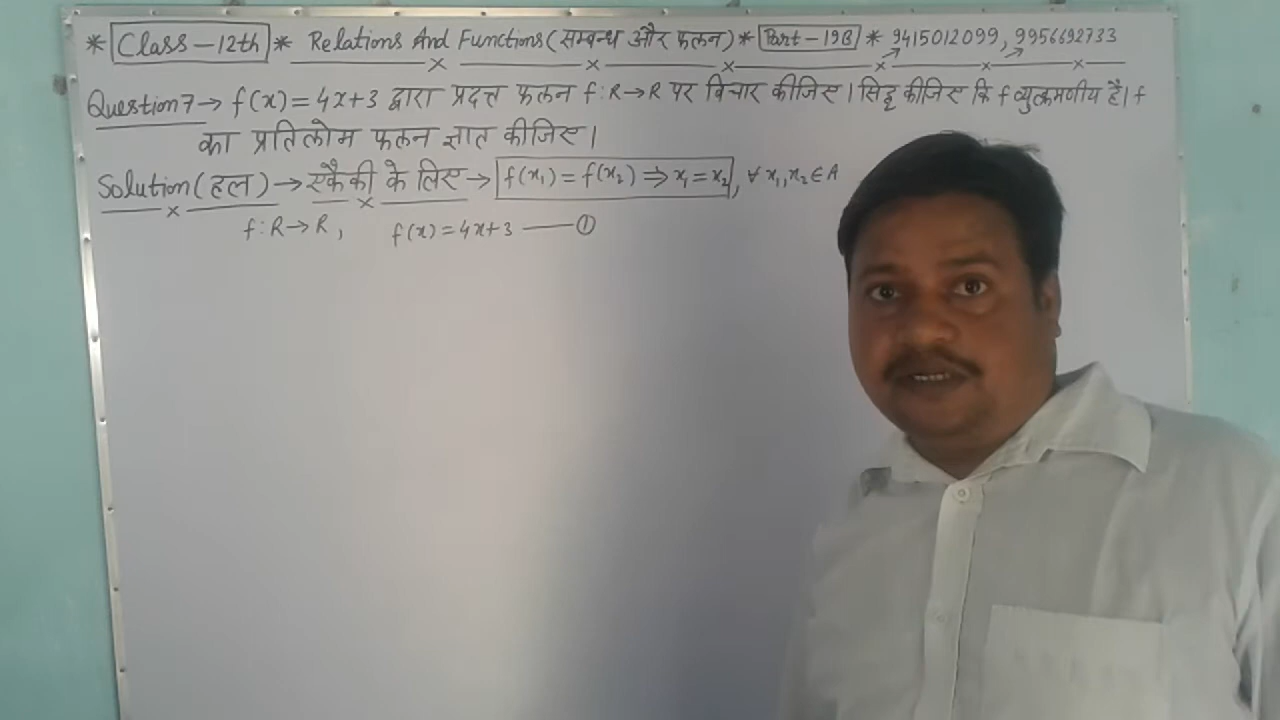 * Class-12th * Relations And Functions (सम्बन्ध और फलन) * Part-19B * 9415012099, 9956692733
Question 7 → f(x) = 4x+3 द्वारा प्रदत्त फलन f: R→R पर विचार कीजिए। सिद्ध कीजिए कि f व्युत्क्रमणीय है। f
का प्रतिलोम फलन ज्ञात कीजिए।
Solution (हल) → एकैकी के लिए → f(x₁) = f(x₂) ⇒ x₁ = x₂, ∀ x₁, x₂ ∈ A
f: R→R, f(x) = 4x+3 —— ①